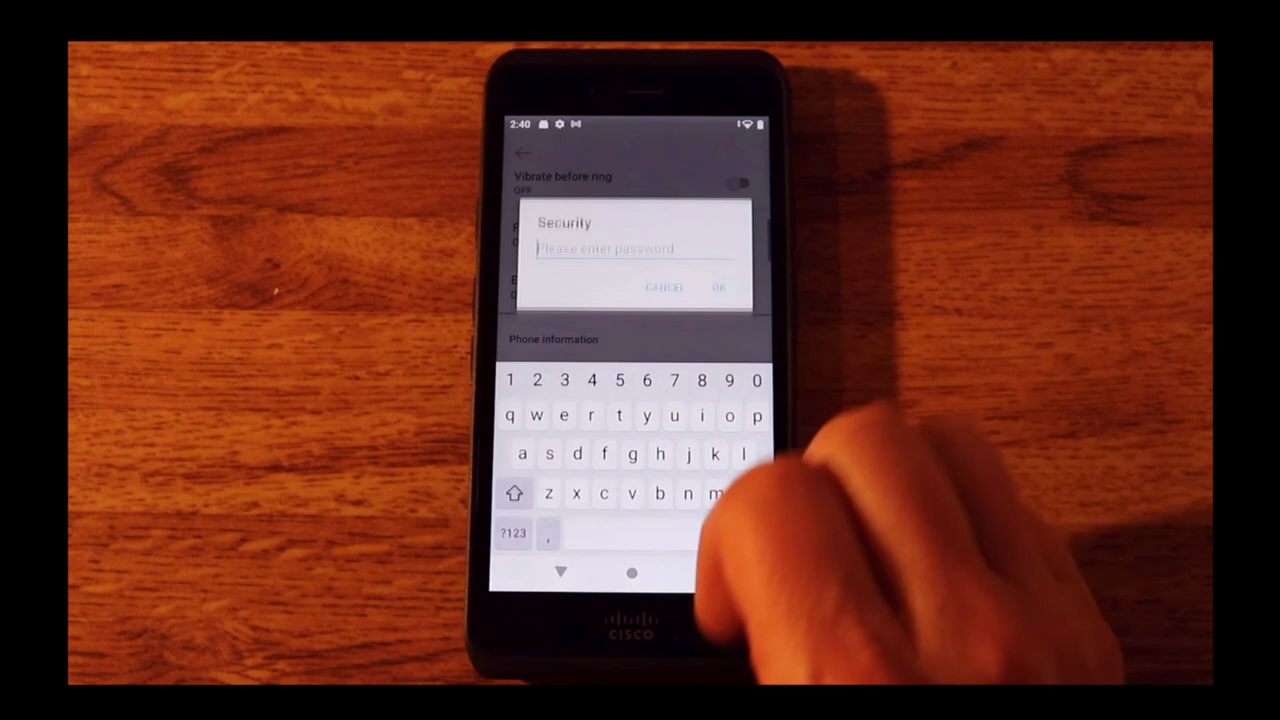 2:40
Vibrate before ring
OFF
Security
Please enter password
CANCEL OK
Phone information
1 2 3 4 5 6 7 8 9 0
q w e r t y u i o p
a s d f g h j k l
z x c v b n m
?123 ,
CISCO